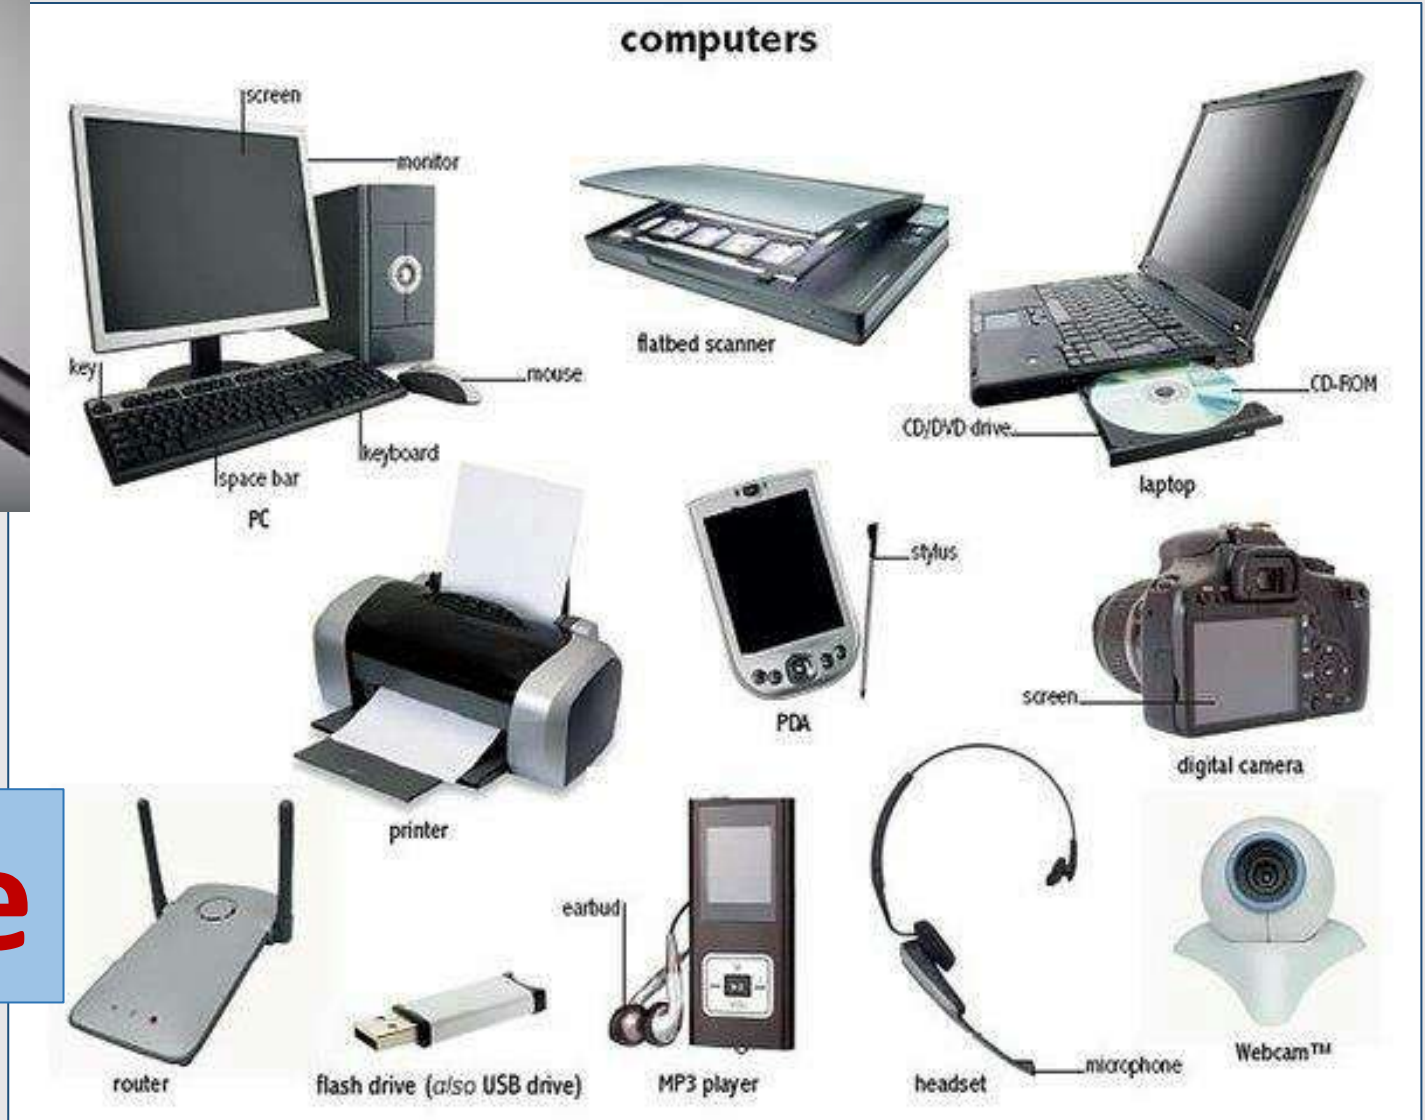 computers
screen
monitor
key
mouse
keyboard
space bar
PC
flatbed scanner
CD-ROM
CD/DVD drive
laptop
printer
stylus
PDA
screen
digital camera
e
router
flash drive (also USB drive)
earbud
MP3 player
microphone
headset
Webcam™